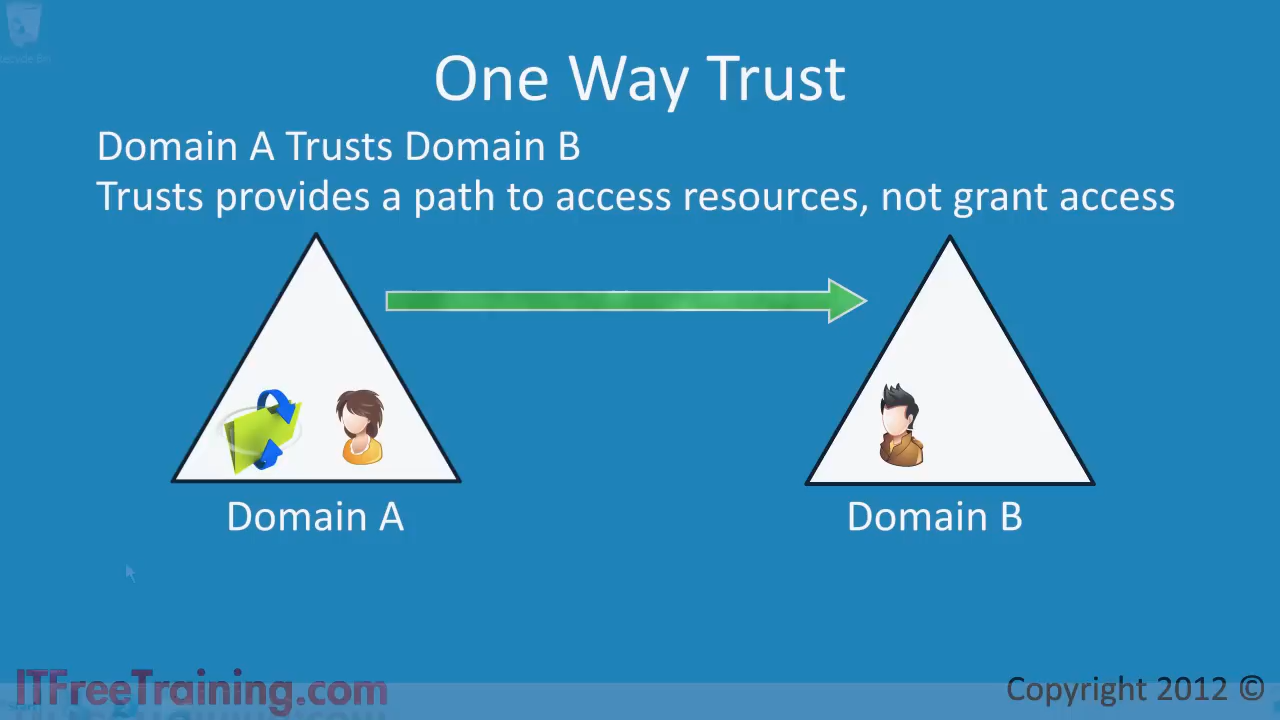 One Way Trust
Domain A Trusts Domain B
Trusts provides a path to access resources, not grant access
Domain A
Domain B
ITFreeTraining.com
Copyright 2012 ©